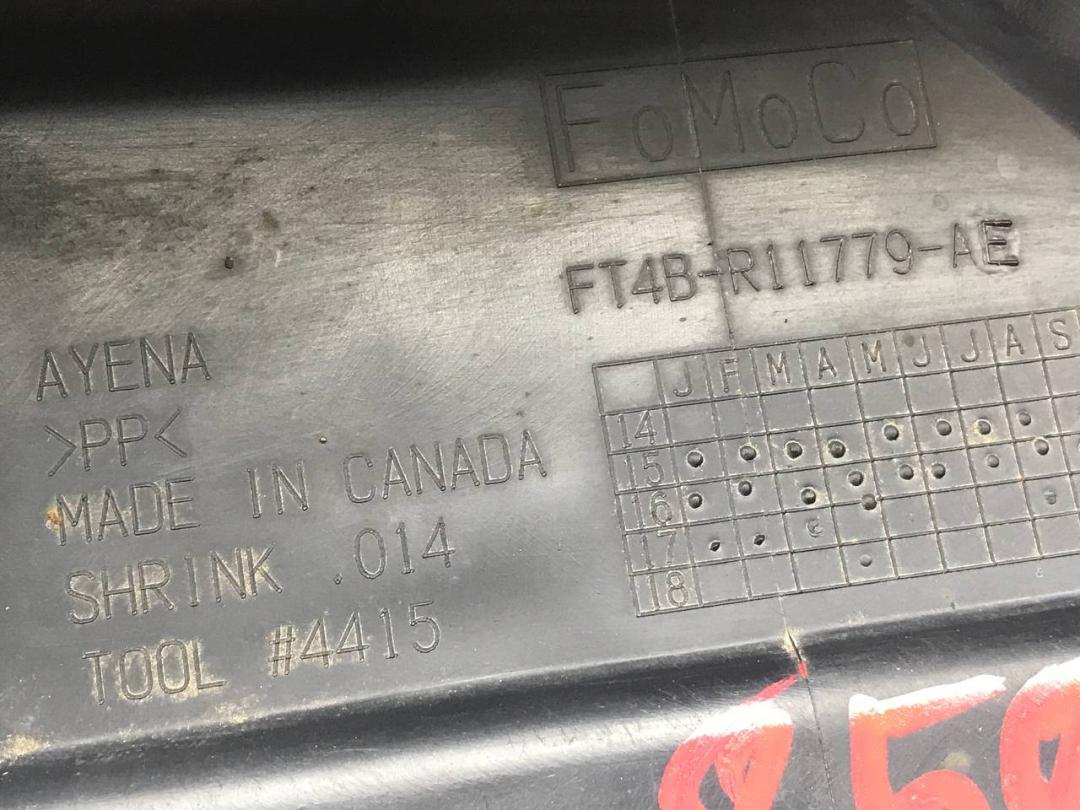 FoMoCo
FT4B-R11779-AE
AYENA
>PP<
MADE IN CANADA
SHRINK .014
TOOL #4415
J F M A M J J A S
14
15
16
17
18